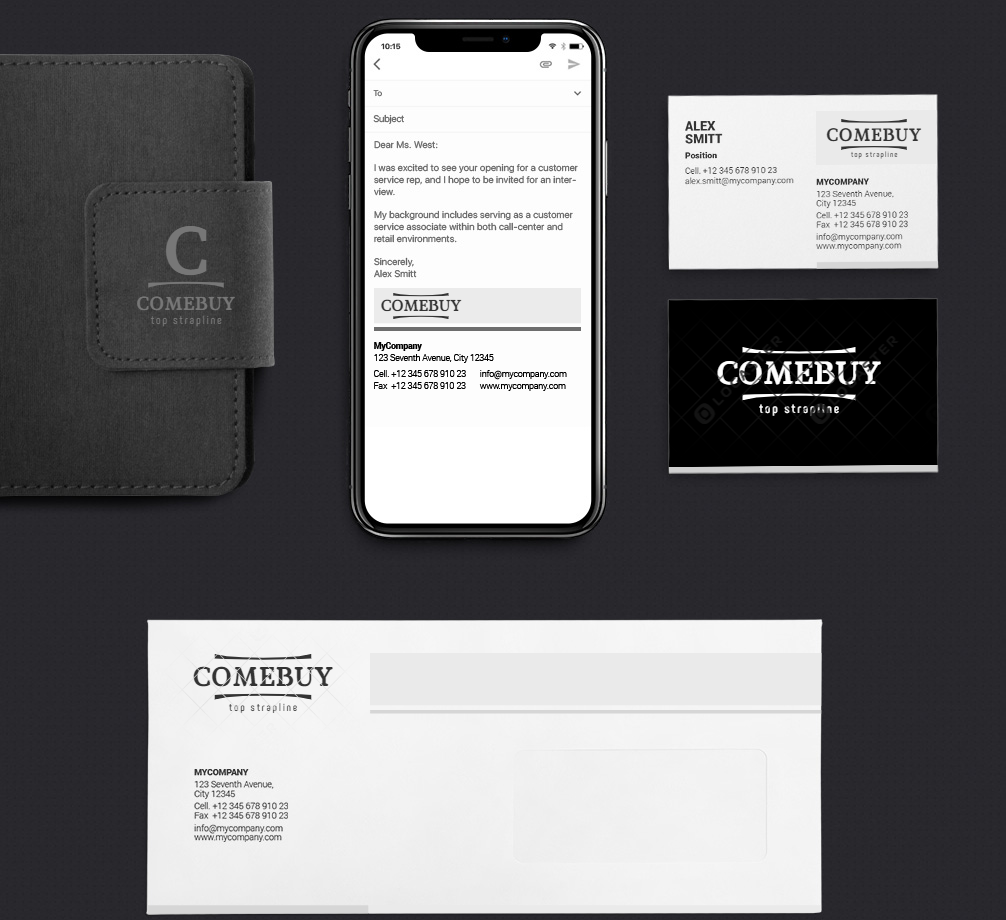 C
COMEBUY
top strapline
10:15
To
Subject
Dear Ms. West:
I was excited to see your opening for a customer
service rep, and I hope to be invited for an inter-
view.
My background includes serving as a customer
service associate within both call-center and
retail environments.
Sincerely,
Alex Smitt
COMEBUY
MyCompany
123 Seventh Avenue, City 12345
Cell. +12 345 678 910 23 info@mycompany.com
Fax +12 345 678 910 23 www.mycompany.com
ALEX
SMITT
Position
Cell. +12 345 678 910 23
alex.smitt@mycompany.com
COMEBUY
top strapline
MYCOMPANY
123 Seventh Avenue,
City 12345
Cell. +12 345 678 910 23
Fax +12 345 678 910 23
info@mycompany.com
www.mycompany.com
COMEBUY
top strapline
COMEBUY
top strapline
MYCOMPANY
123 Seventh Avenue,
City 12345
Cell. +12 345 678 910 23
Fax +12 345 678 910 23
info@mycompany.com
www.mycompany.com